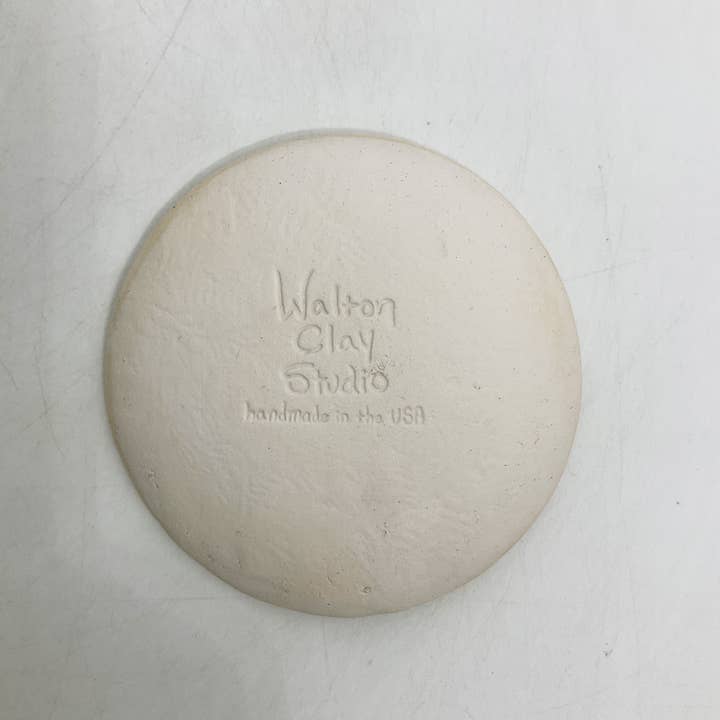 Walton
Clay
Studio
handmade in the USA